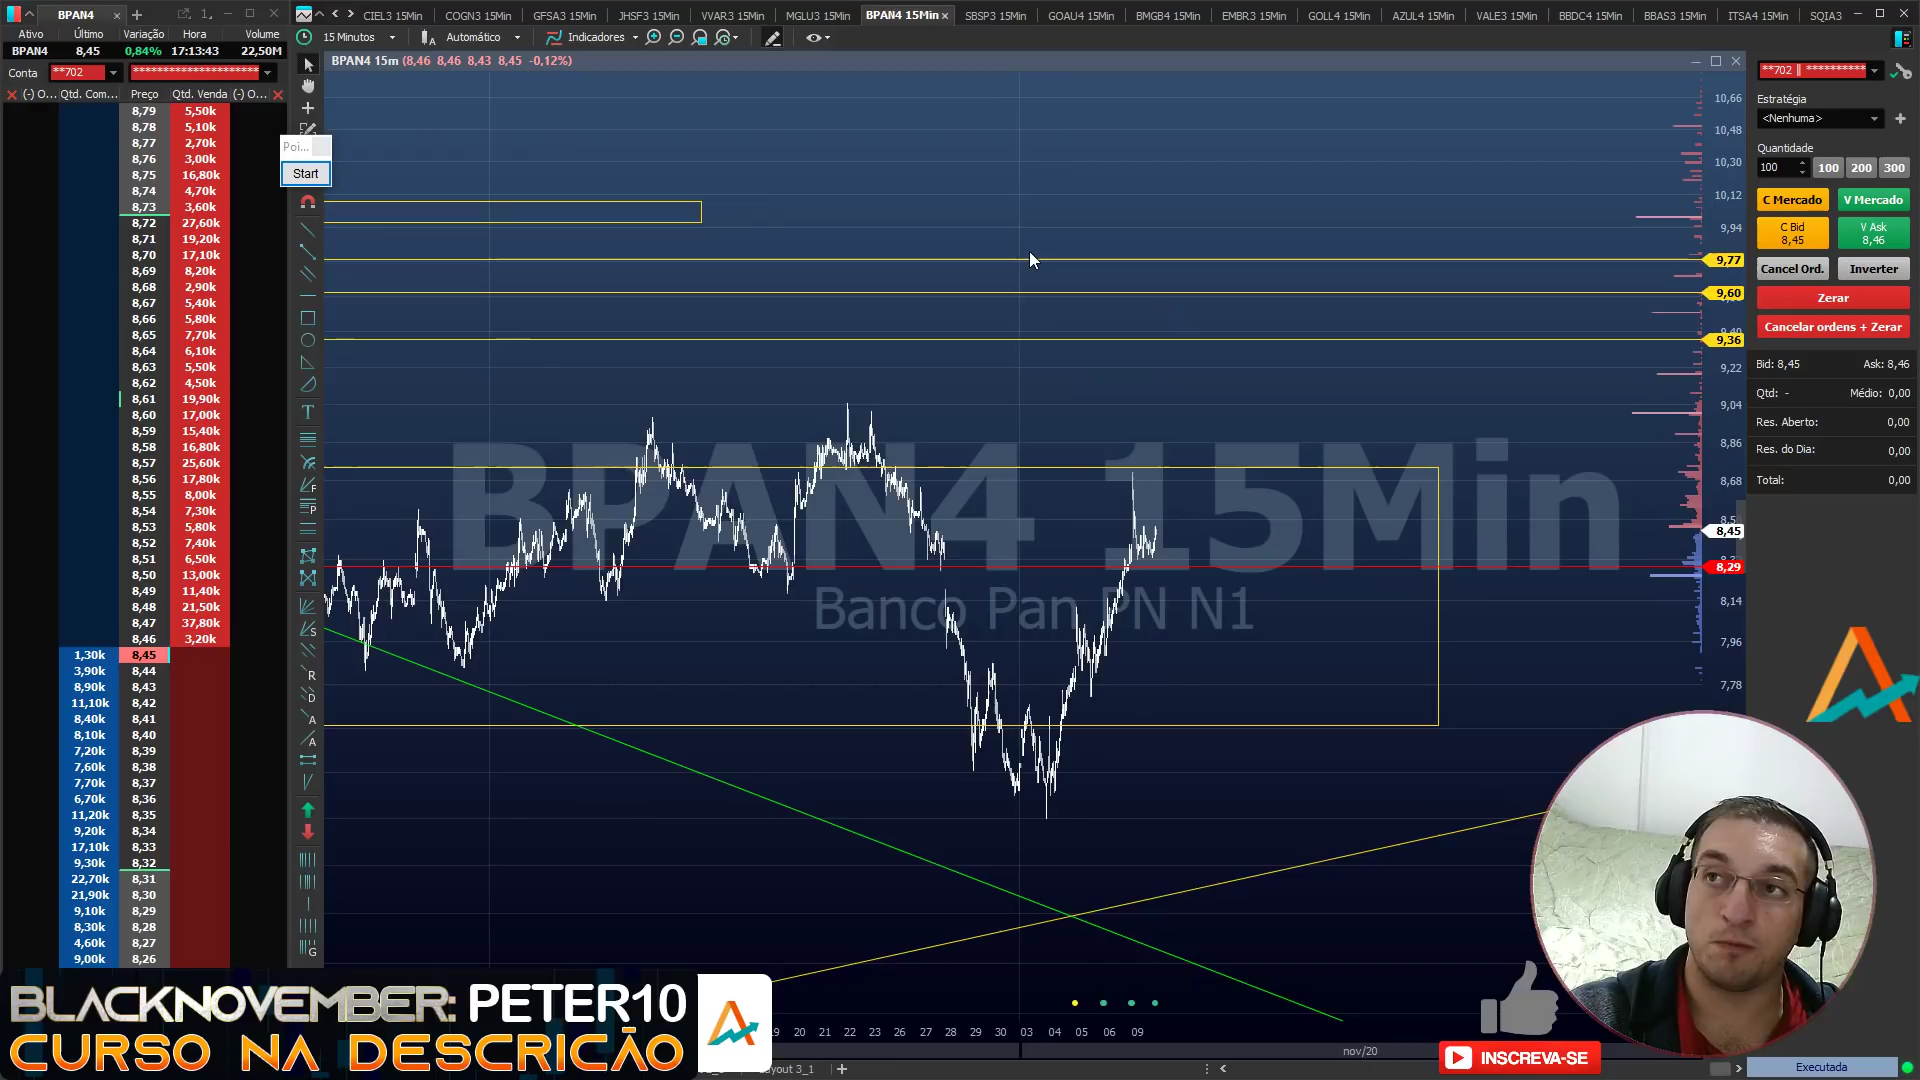 BPAN4
1
CIEL3 15Min
COGN3 15Min
GFSA3 15Min
JHSF3 15Min
VVAR3 15Min
MGLU3 15Min
BPAN4 15Min
SBSP3 15Min
GOAU4 15Min
BMGB4 15Min
EMBR3 15Min
GOLL4 15Min
AZUL4 15Min
VALE3 15Min
BBDC4 15Min
BBAS3 15Min
ITSA4 15Min
SQIA3
Ativo Último Variação Hora Volume
BPAN4 8,45 0,84% 17:13:43 22,50M
Conta **702 *********************
(-) O... Qtd. Com... Preço Qtd. Venda (-) O...
8,79 5,50k
8,78 5,10k
8,77 2,70k
8,76 3,00k
8,75 16,80k
8,74 4,70k
8,73 3,60k
8,72 27,60k
8,71 19,20k
8,70 17,10k
8,69 8,20k
8,68 2,90k
8,67 5,40k
8,66 5,80k
8,65 7,70k
8,64 6,10k
8,63 5,50k
8,62 4,50k
8,61 19,90k
8,60 17,00k
8,59 15,40k
8,58 16,80k
8,57 25,60k
8,56 17,80k
8,55 8,00k
8,54 7,30k
8,53 5,80k
8,52 7,40k
8,51 6,50k
8,50 13,00k
8,49 11,40k
8,48 21,50k
8,47 37,80k
8,46 3,20k
1,30k 8,45
3,90k 8,44
8,90k 8,43
11,10k 8,42
8,40k 8,41
8,10k 8,40
7,20k 8,39
7,60k 8,38
7,70k 8,37
6,70k 8,36
11,20k 8,35
9,20k 8,34
17,10k 8,33
9,30k 8,32
22,70k 8,31
21,90k 8,30
9,10k 8,29
8,30k 8,28
4,60k 8,27
9,00k 8,26
Poi...
Start
15 Minutos Automático Indicadores
BPAN4 15m (8,46 8,46 8,43 8,45 -0,12%)
BPAN4 15Min
Banco Pan PN N1
10,66
10,48
10,30
10,12
9,94
9,77
9,60
9,40
9,36
9,22
9,04
8,86
8,68
8,45
8,29
8,14
7,96
7,78
20 21 22 23 26 27 28 29 30 03 04 05 06 09
nov/20
Layout 3_1
**702 || **********
Estratégia
<Nenhuma>
Quantidade
100 100 200 300
C Mercado V Mercado
C Bid 8,45
V Ask 8,46
Cancel Ord. Inverter
Zerar
Cancelar ordens + Zerar
Bid: 8,45 Ask: 8,46
Qtd: - Médio: 0,00
Res. Aberto: 0,00
Res. do Dia: 0,00
Total: 0,00
BLACKNOVEMBER: PETER10
CURSO NA DESCRICÃO
INSCREVA-SE
Executada